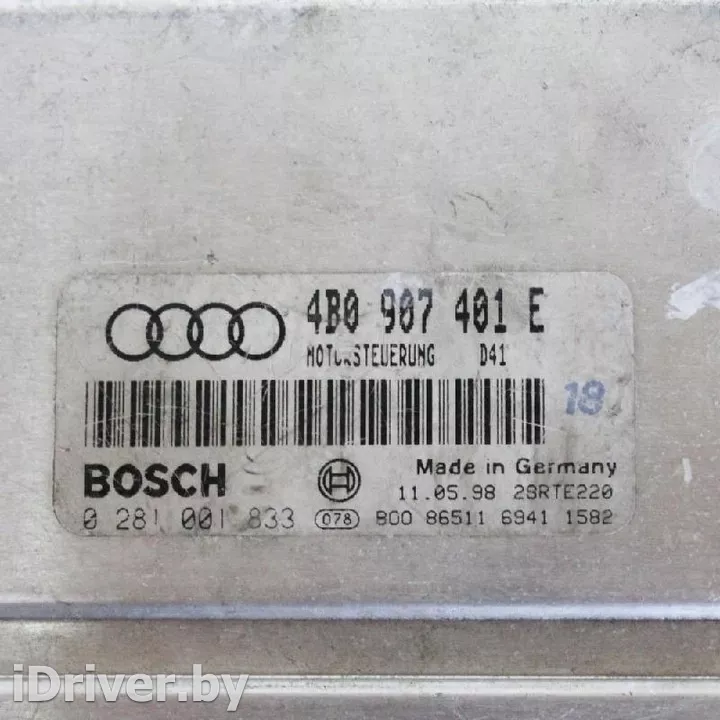 4B0 907 401 E
MOTORSTEUERUNG D41
18
BOSCH
Made in Germany
11.05.98 28RTE220
0 281 001 833 078 800 86511 6941 1582
iDriver.by